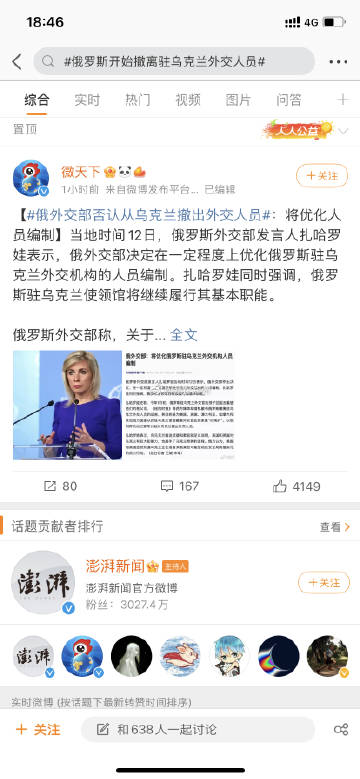 18:46
4G
#俄罗斯开始撤离驻乌克兰外交人员#
综合 实时 热门 视频 图片 问答
置顶
人人公益
微天下
1小时前 来自微博发布平台... 已编辑
+关注
【#俄外交部否认从乌克兰撤出外交人员#：将优化人
员编制】当地时间12日，俄罗斯外交部发言人扎哈罗
娃表示，俄外交部决定在一定程度上优化俄罗斯驻乌
克兰外交机构的人员编制。扎哈罗娃同时强调，俄罗
斯驻乌克兰使领馆将继续履行其基本职能。
俄罗斯外交部称，关于... 全文
俄外交部：将优化俄罗斯驻乌克兰外交机构人员
编制
80 167 4149
话题贡献者排行
查看
澎湃
澎湃新闻
主持人
澎湃新闻官方微博
粉丝：3027.4万
+关注
澎湃
实时微博 (按话题下最新转赞时间排序)
+ 关注
和638人一起讨论